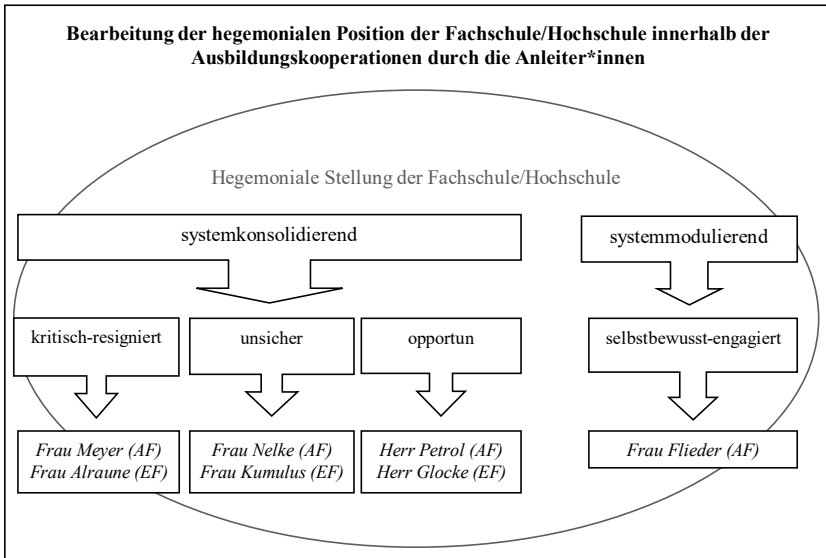 Bearbeitung der hegemonialen Position der Fachschule/Hochschule innerhalb der
Ausbildungskooperationen durch die Anleiter*innen
Hegemoniale Stellung der Fachschule/Hochschule
systemkonsolidierend
systemmodulierend
kritisch-resigniert
unsicher
opportun
selbstbewusst-engagiert
Frau Meyer (AF)
Frau Alraune (EF)
Frau Nelke (AF)
Frau Kumulus (EF)
Herr Petrol (AF)
Herr Glocke (EF)
Frau Flieder (AF)